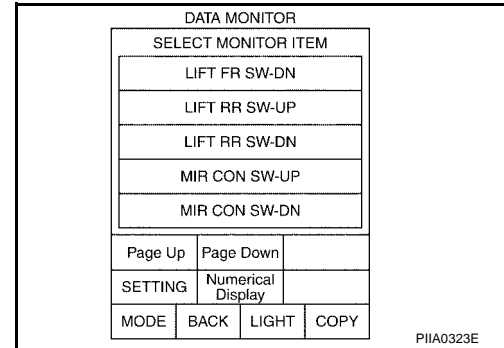 DATA MONITOR
SELECT MONITOR ITEM
LIFT FR SW-DN
LIFT RR SW-UP
LIFT RR SW-DN
MIR CON SW-UP
MIR CON SW-DN
Page Up Page Down
SETTING Numerical
Display
MODE BACK LIGHT COPY
PIIA0323E